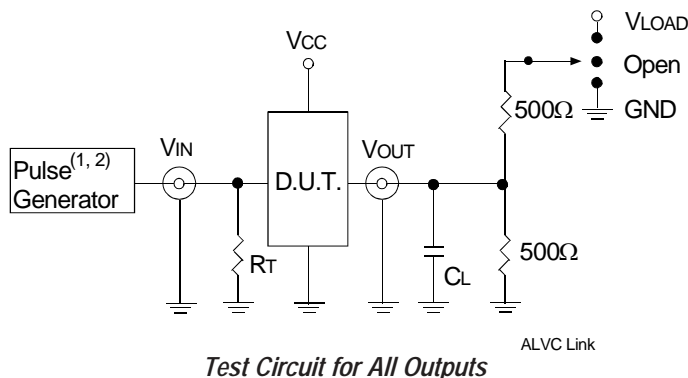 VLOAD
VCC
Open
500Ω
GND
VIN
VOUT
Pulse(1, 2)
Generator
D.U.T.
500Ω
RT
CL
ALVC Link
Test Circuit for All Outputs